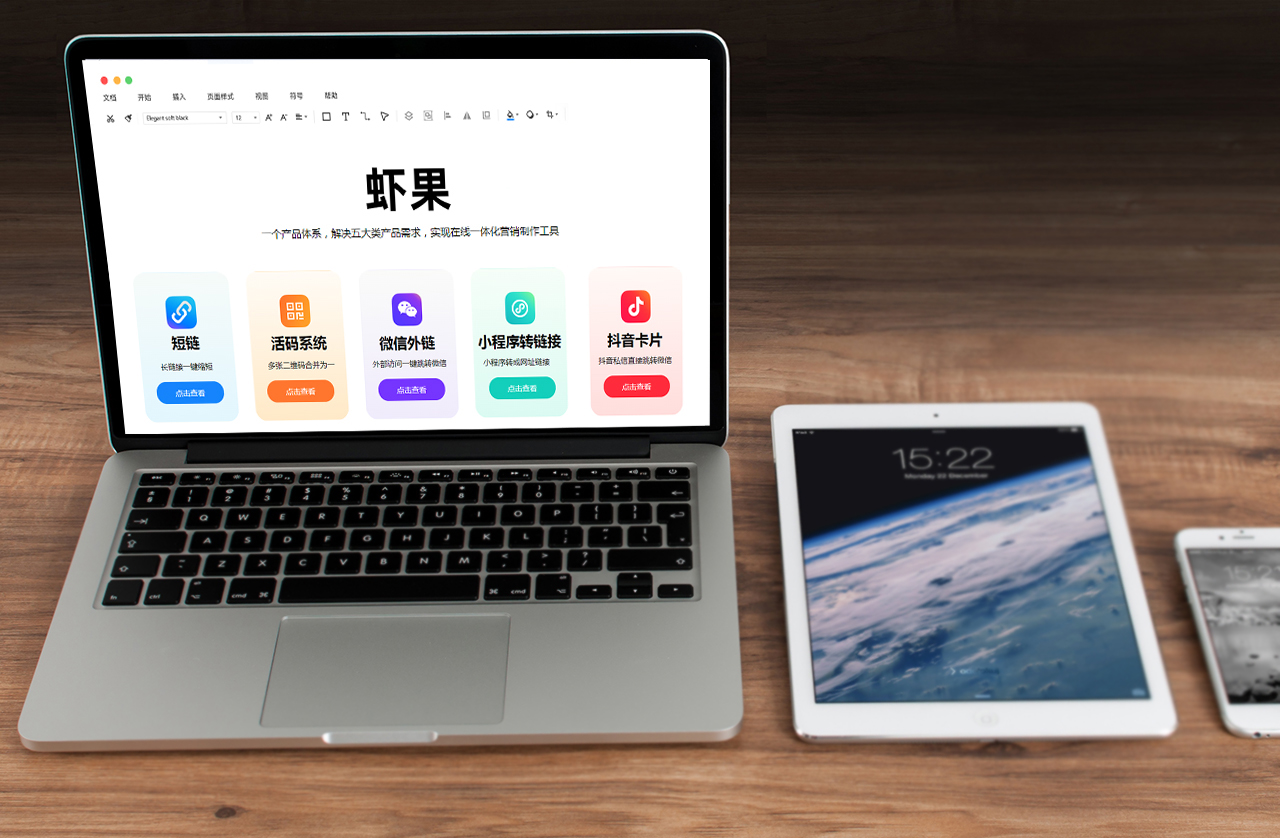 文档 开始 插入 页面样式 视图 符号 帮助
Elegant soft black 12
虾果
一个产品体系，解决五大类产品需求，实现在线一体化营销制作工具
短链
长链接一键缩短
点击查看
活码系统
多张二维码合并为一
点击查看
微信外链
外部访问一键跳转微信
点击查看
小程序转链接
小程序转成网址链接
点击查看
抖音卡片
抖音私信直接跳转微信
点击查看
esc
Q W E R T Y U I O P
A S D F G H J K L
Z X C V B N M
fn ctrl cmd cmd
15:22
Monday 22 December
15:22